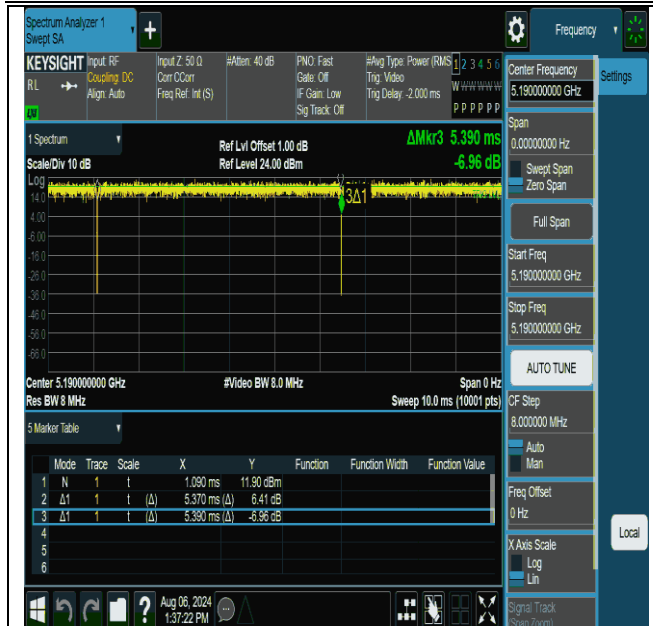 Spectrum Analyzer 1
Swept SA
+
Frequency
KEYSIGHT
RL
Input: RF
Coupling: DC
Align: Auto
Input Z: 50 Ω
Corr CCorr
Freq Ref: Int (S)
#Atten: 40 dB
PNO: Fast
Gate: Off
IF Gain: Low
Sig Track: Off
#Avg Type: Power (RMS
Trig: Video
Trig Delay: -2.000 ms
1 2 3 4 5 6
W W W W W W
P P P P P P
Center Frequency
5.190000000 GHz
Settings
Span
0.00000000 Hz
Swept Span
Zero Span
Full Span
Start Freq
5.190000000 GHz
Stop Freq
5.190000000 GHz
AUTO TUNE
CF Step
8.000000 MHz
Auto
Man
Freq Offset
0 Hz
X Axis Scale
Log
Lin
Local
Signal Track
(Span Zoom)
1 Spectrum
Scale/Div 10 dB
Log
Ref Lvl Offset 1.00 dB
Ref Level 24.00 dBm
ΔMkr3 5.390 ms
-6.96 dB
14.0
4.00
-6.00
-16.0
-26.0
-36.0
-46.0
-56.0
-66.0
3Δ1
Center 5.190000000 GHz
Res BW 8 MHz
#Video BW 8.0 MHz
Span 0 Hz
Sweep 10.0 ms (10001 pts)
5 Marker Table
Mode Trace Scale X Y Function Function Width Function Value
1 N 1 t 1.090 ms 11.90 dBm
2 Δ1 1 t (Δ) 5.370 ms (Δ) 6.41 dB
3 Δ1 1 t (Δ) 5.390 ms (Δ) -6.96 dB
4
5
6
?
Aug 06, 2024
1:37:22 PM